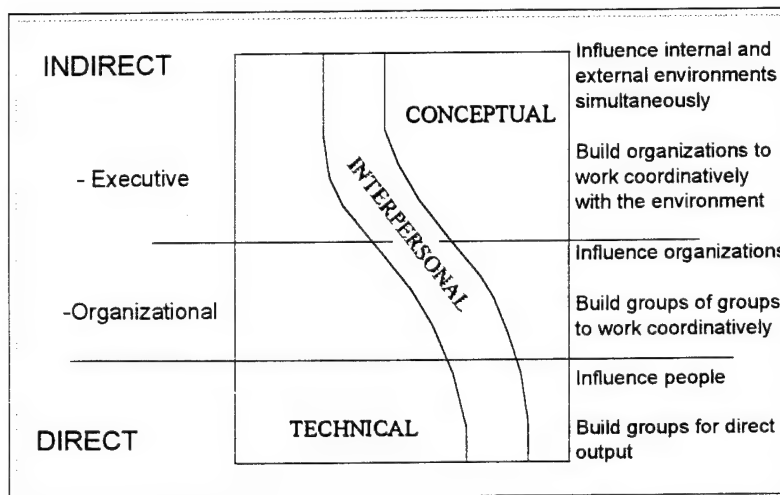 INDIRECT
- Executive
-Organizational
DIRECT
CONCEPTUAL
INTERPERSONAL
TECHNICAL
Influence internal and
external environments
simultaneously
Build organizations to
work coordinatively
with the environment
Influence organizations
Build groups of groups
to work coordinatively
Influence people
Build groups for direct
output